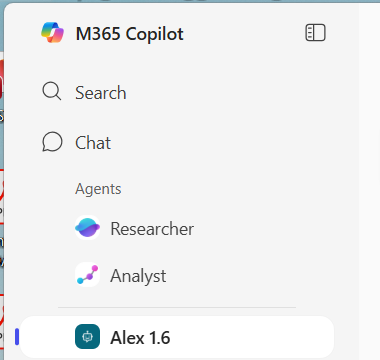 M365 Copilot
Search
Chat
Agents
Researcher
Analyst
Alex 1.6